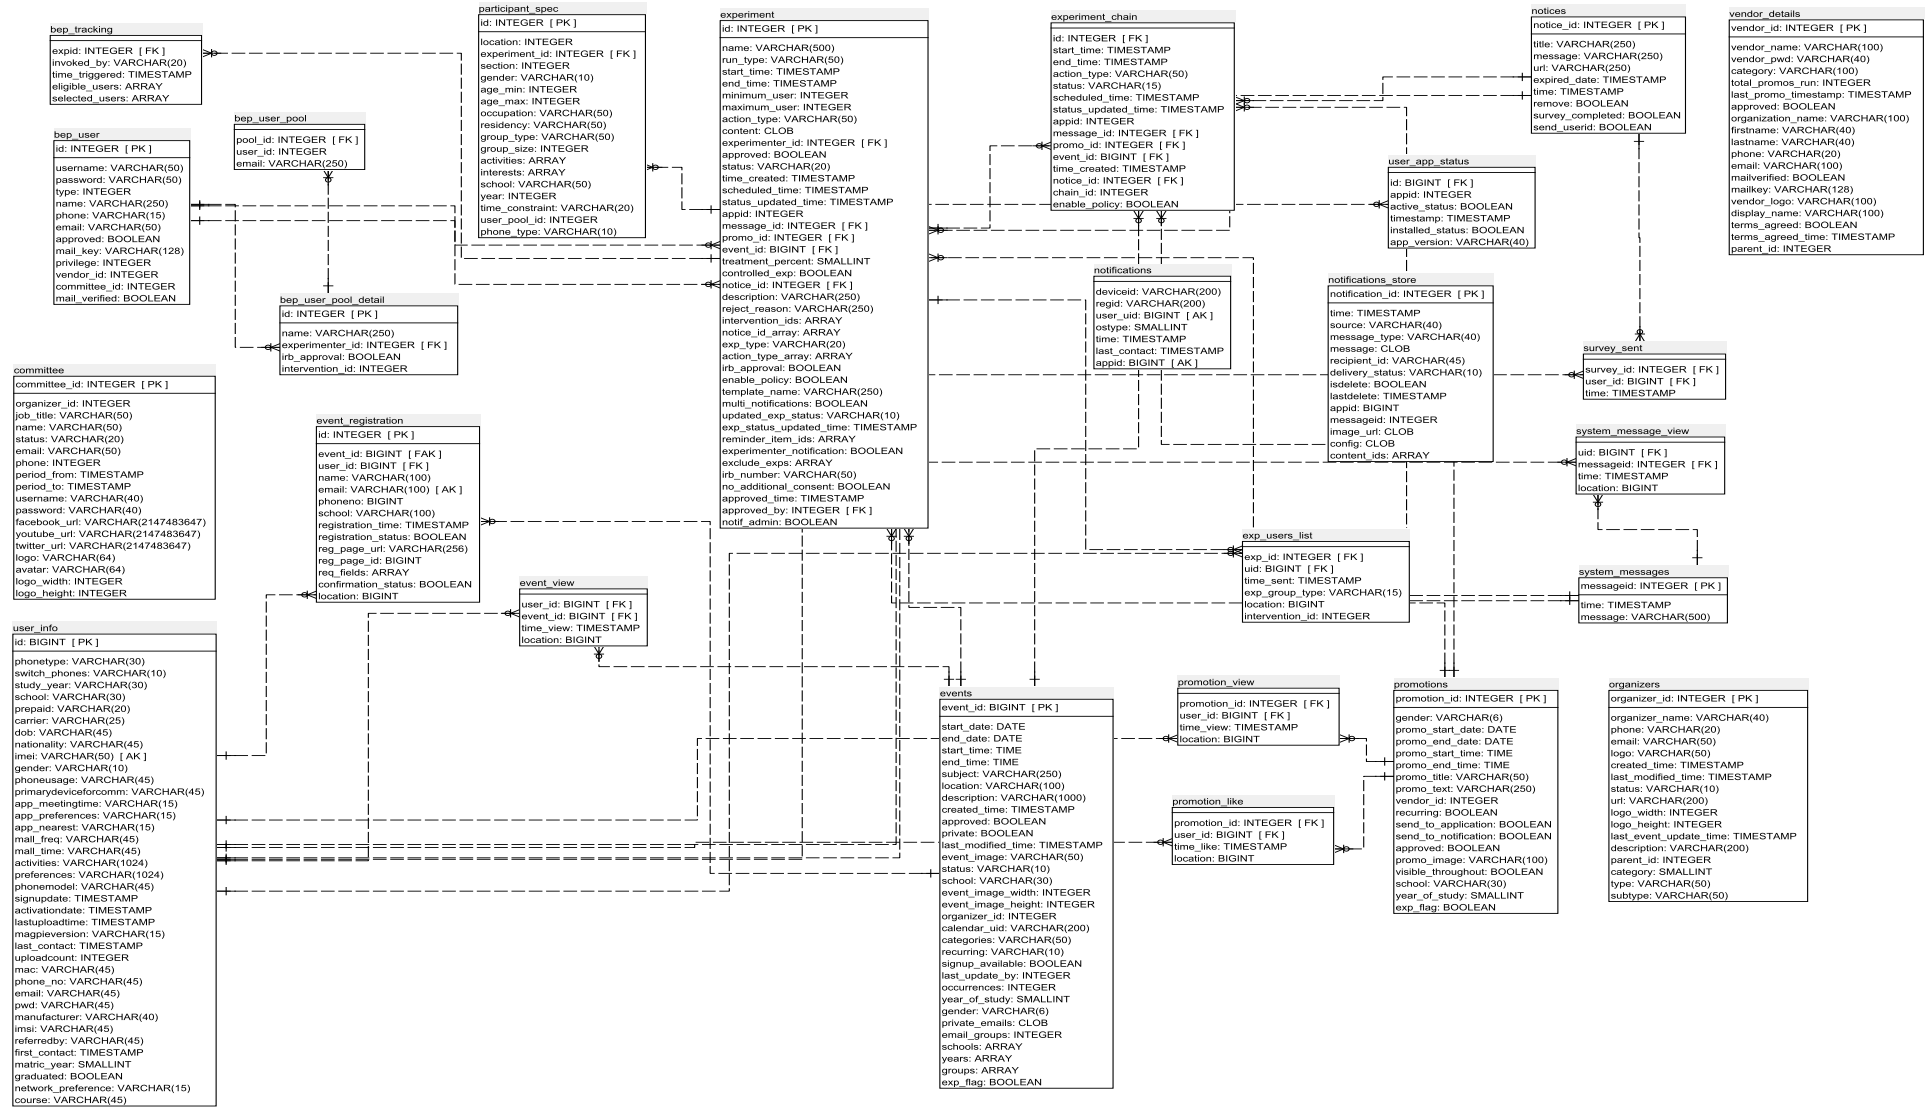 bep_tracking
expid: INTEGER [ FK ]
invoked_by: VARCHAR(20)
time_triggered: TIMESTAMP
eligible_users: ARRAY
selected_users: ARRAY
bep_user
id: INTEGER [ PK ]
username: VARCHAR(50)
password: VARCHAR(50)
type: INTEGER
name: VARCHAR(250)
phone: VARCHAR(15)
email: VARCHAR(50)
approved: BOOLEAN
mail_key: VARCHAR(128)
privilege: INTEGER
vendor_id: INTEGER
committee_id: INTEGER
mail_verified: BOOLEAN
bep_user_pool
pool_id: INTEGER [ FK ]
user_id: INTEGER
email: VARCHAR(250)
bep_user_pool_detail
id: INTEGER [ PK ]
name: VARCHAR(250)
experimenter_id: INTEGER [ FK ]
irb_approval: BOOLEAN
intervention_id: INTEGER
committee
committee_id: INTEGER [ PK ]
organizer_id: INTEGER
job_title: VARCHAR(50)
name: VARCHAR(50)
status: VARCHAR(20)
email: VARCHAR(50)
phone: INTEGER
period_from: TIMESTAMP
period_to: TIMESTAMP
username: VARCHAR(40)
password: VARCHAR(40)
facebook_url: VARCHAR(2147483647)
youtube_url: VARCHAR(2147483647)
twitter_url: VARCHAR(2147483647)
logo: VARCHAR(64)
avatar: VARCHAR(64)
logo_width: INTEGER
logo_height: INTEGER
user_info
id: BIGINT [ PK ]
phonetype: VARCHAR(30)
switch_phones: VARCHAR(10)
study_year: VARCHAR(30)
school: VARCHAR(30)
prepaid: VARCHAR(20)
carrier: VARCHAR(25)
dob: VARCHAR(45)
nationality: VARCHAR(45)
imei: VARCHAR(50) [ AK ]
gender: VARCHAR(10)
phoneusage: VARCHAR(45)
primarydeviceforcomm: VARCHAR(45)
app_meetingtime: VARCHAR(15)
app_preferences: VARCHAR(15)
app_nearest: VARCHAR(15)
mall_freq: VARCHAR(45)
mall_time: VARCHAR(45)
activities: VARCHAR(1024)
preferences: VARCHAR(1024)
phonemodel: VARCHAR(45)
signupdate: TIMESTAMP
activationdate: TIMESTAMP
lastuploadtime: TIMESTAMP
magpieversion: VARCHAR(15)
last_contact: TIMESTAMP
uploadcount: INTEGER
mac: VARCHAR(45)
phone_no: VARCHAR(45)
email: VARCHAR(45)
pwd: VARCHAR(45)
manufacturer: VARCHAR(40)
imsi: VARCHAR(45)
referredby: VARCHAR(45)
first_contact: TIMESTAMP
matric_year: SMALLINT
graduated: BOOLEAN
network_preference: VARCHAR(15)
course: VARCHAR(45)
event_registration
id: INTEGER [ PK ]
event_id: BIGINT [ FAK ]
user_id: BIGINT [ FK ]
name: VARCHAR(100)
email: VARCHAR(100) [ AK ]
phoneno: BIGINT
school: VARCHAR(100)
registration_time: TIMESTAMP
registration_status: BOOLEAN
reg_page_url: VARCHAR(256)
reg_page_id: BIGINT
req_fields: ARRAY
confirmation_status: BOOLEAN
location: BIGINT
participant_spec
id: INTEGER [ PK ]
location: INTEGER
experiment_id: INTEGER [ FK ]
section: INTEGER
gender: VARCHAR(10)
age_min: INTEGER
age_max: INTEGER
occupation: VARCHAR(50)
residency: VARCHAR(50)
group_type: VARCHAR(50)
group_size: INTEGER
activities: ARRAY
interests: ARRAY
school: VARCHAR(50)
year: INTEGER
time_constraint: VARCHAR(20)
user_pool_id: INTEGER
phone_type: VARCHAR(10)
event_view
user_id: BIGINT [ FK ]
event_id: BIGINT [ FK ]
time_view: TIMESTAMP
location: BIGINT
experiment
id: INTEGER [ PK ]
name: VARCHAR(500)
run_type: VARCHAR(50)
start_time: TIMESTAMP
end_time: TIMESTAMP
minimum_user: INTEGER
maximum_user: INTEGER
action_type: VARCHAR(50)
content: CLOB
experimenter_id: INTEGER [ FK ]
approved: BOOLEAN
status: VARCHAR(20)
time_created: TIMESTAMP
scheduled_time: TIMESTAMP
status_updated_time: TIMESTAMP
appid: INTEGER
message_id: INTEGER [ FK ]
promo_id: INTEGER [ FK ]
event_id: BIGINT [ FK ]
treatment_percent: SMALLINT
controlled_exp: BOOLEAN
notice_id: INTEGER [ FK ]
description: VARCHAR(250)
reject_reason: VARCHAR(250)
intervention_ids: ARRAY
notice_id_array: ARRAY
exp_type: VARCHAR(20)
action_type_array: ARRAY
irb_approval: BOOLEAN
enable_policy: BOOLEAN
template_name: VARCHAR(250)
multi_notifications: BOOLEAN
updated_exp_status: VARCHAR(10)
exp_status_updated_time: TIMESTAMP
reminder_item_ids: ARRAY
experimenter_notification: BOOLEAN
exclude_exps: ARRAY
irb_number: VARCHAR(50)
no_additional_consent: BOOLEAN
approved_time: TIMESTAMP
approved_by: INTEGER [ FK ]
notif_admin: BOOLEAN
events
event_id: BIGINT [ PK ]
start_date: DATE
end_date: DATE
start_time: TIME
end_time: TIME
subject: VARCHAR(250)
location: VARCHAR(100)
description: VARCHAR(1000)
created_time: TIMESTAMP
approved: BOOLEAN
private: BOOLEAN
last_modified_time: TIMESTAMP
event_image: VARCHAR(50)
status: VARCHAR(10)
school: VARCHAR(30)
event_image_width: INTEGER
event_image_height: INTEGER
organizer_id: INTEGER
calendar_uid: VARCHAR(200)
categories: VARCHAR(50)
recurring: VARCHAR(10)
signup_available: BOOLEAN
last_update_by: INTEGER
occurrences: INTEGER
year_of_study: SMALLINT
gender: VARCHAR(6)
private_emails: CLOB
email_groups: INTEGER
schools: ARRAY
years: ARRAY
groups: ARRAY
exp_flag: BOOLEAN
experiment_chain
id: INTEGER [ FK ]
start_time: TIMESTAMP
end_time: TIMESTAMP
action_type: VARCHAR(50)
status: VARCHAR(15)
scheduled_time: TIMESTAMP
status_updated_time: TIMESTAMP
appid: INTEGER
message_id: INTEGER [ FK ]
promo_id: INTEGER [ FK ]
event_id: BIGINT [ FK ]
time_created: TIMESTAMP
notice_id: INTEGER [ FK ]
chain_id: INTEGER
enable_policy: BOOLEAN
notifications
deviceid: VARCHAR(200)
regid: VARCHAR(200)
user_uid: BIGINT [ AK ]
ostype: SMALLINT
time: TIMESTAMP
last_contact: TIMESTAMP
appid: BIGINT [ AK ]
user_app_status
id: BIGINT [ FK ]
appid: INTEGER
active_status: BOOLEAN
timestamp: TIMESTAMP
installed_status: BOOLEAN
app_version: VARCHAR(40)
notifications_store
notification_id: INTEGER [ PK ]
time: TIMESTAMP
source: VARCHAR(40)
message_type: VARCHAR(40)
message: CLOB
recipient_id: VARCHAR(45)
delivery_status: VARCHAR(10)
isdelete: BOOLEAN
lastdelete: TIMESTAMP
appid: BIGINT
messageid: INTEGER
image_url: CLOB
config: CLOB
content_ids: ARRAY
exp_users_list
exp_id: INTEGER [ FK ]
uid: BIGINT [ FK ]
time_sent: TIMESTAMP
exp_group_type: VARCHAR(15)
location: BIGINT
intervention_id: INTEGER
promotion_view
promotion_id: INTEGER [ FK ]
user_id: BIGINT [ FK ]
time_view: TIMESTAMP
location: BIGINT
promotion_like
promotion_id: INTEGER [ FK ]
user_id: BIGINT [ FK ]
time_like: TIMESTAMP
location: BIGINT
promotions
promotion_id: INTEGER [ PK ]
gender: VARCHAR(6)
promo_start_date: DATE
promo_end_date: DATE
promo_start_time: TIME
promo_end_time: TIME
promo_title: VARCHAR(50)
promo_text: VARCHAR(250)
vendor_id: INTEGER
recurring: BOOLEAN
send_to_application: BOOLEAN
send_to_notification: BOOLEAN
approved: BOOLEAN
promo_image: VARCHAR(100)
visible_throughout: BOOLEAN
school: VARCHAR(30)
year_of_study: SMALLINT
exp_flag: BOOLEAN
notices
notice_id: INTEGER [ PK ]
title: VARCHAR(250)
message: VARCHAR(250)
url: VARCHAR(250)
expired_date: TIMESTAMP
time: TIMESTAMP
remove: BOOLEAN
survey_completed: BOOLEAN
send_userid: BOOLEAN
survey_sent
survey_id: INTEGER [ FK ]
user_id: BIGINT [ FK ]
time: TIMESTAMP
system_message_view
uid: BIGINT [ FK ]
messageid: INTEGER [ FK ]
time: TIMESTAMP
location: BIGINT
system_messages
messageid: INTEGER [ PK ]
time: TIMESTAMP
message: VARCHAR(500)
organizers
organizer_id: INTEGER [ PK ]
organizer_name: VARCHAR(40)
phone: VARCHAR(20)
email: VARCHAR(50)
logo: VARCHAR(50)
created_time: TIMESTAMP
last_modified_time: TIMESTAMP
status: VARCHAR(10)
url: VARCHAR(200)
logo_width: INTEGER
logo_height: INTEGER
last_event_update_time: TIMESTAMP
description: VARCHAR(200)
parent_id: INTEGER
category: SMALLINT
type: VARCHAR(50)
subtype: VARCHAR(50)
vendor_details
vendor_id: INTEGER [ PK ]
vendor_name: VARCHAR(100)
vendor_pwd: VARCHAR(40)
category: VARCHAR(100)
total_promos_run: INTEGER
last_promo_timestamp: TIMESTAMP
approved: BOOLEAN
organization_name: VARCHAR(100)
firstname: VARCHAR(40)
lastname: VARCHAR(40)
phone: VARCHAR(20)
email: VARCHAR(100)
mailverified: BOOLEAN
mailkey: VARCHAR(128)
vendor_logo: VARCHAR(100)
display_name: VARCHAR(100)
terms_agreed: BOOLEAN
terms_agreed_time: TIMESTAMP
parent_id: INTEGER